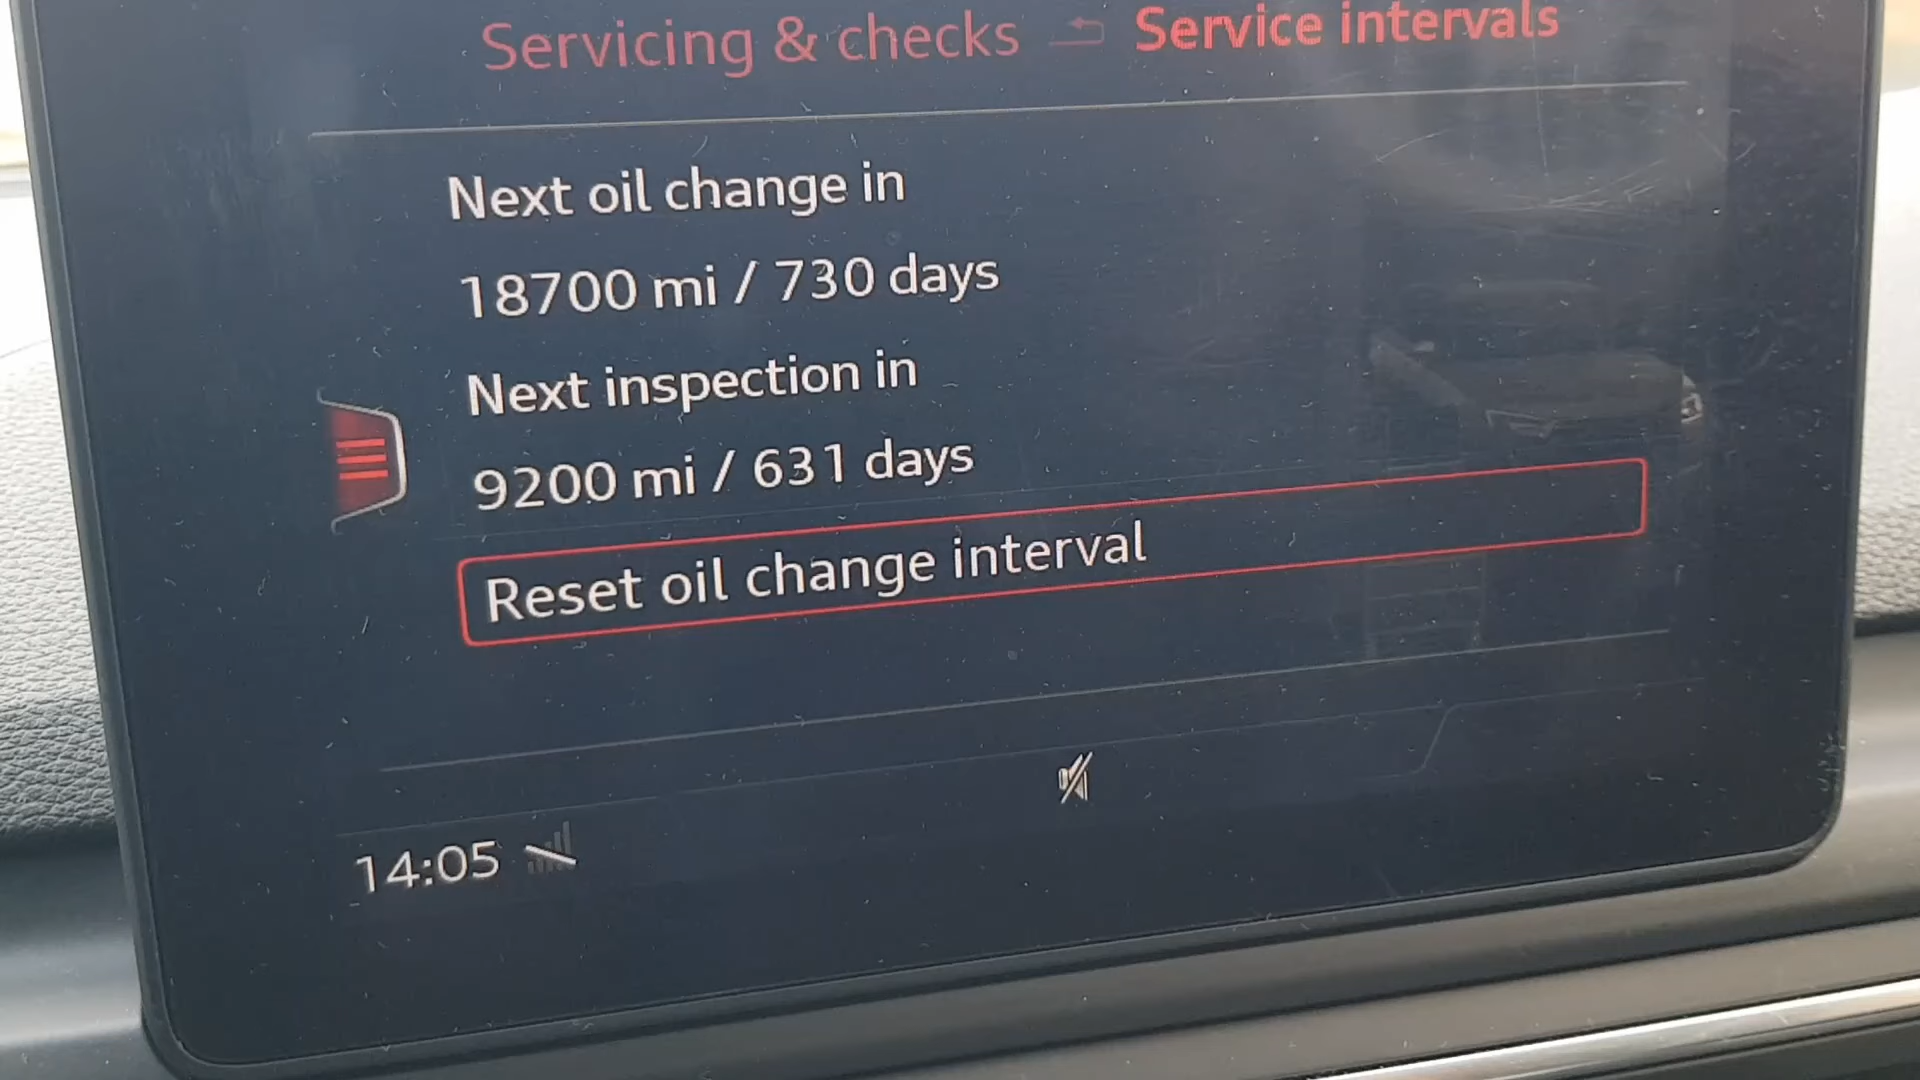 Servicing & checks Service intervals
Next oil change in
18700 mi / 730 days
Next inspection in
9200 mi / 631 days
Reset oil change interval
14:05